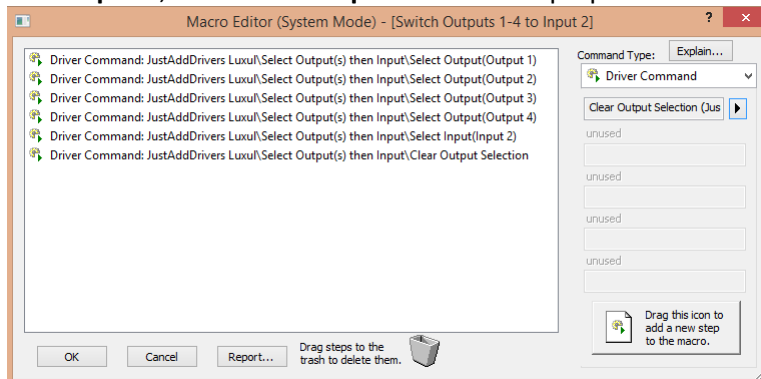 Macro Editor (System Mode) - [Switch Outputs 1-4 to Input 2]
?
Driver Command: JustAddDrivers Luxul\Select Output(s) then Input\Select Output(Output 1)
Driver Command: JustAddDrivers Luxul\Select Output(s) then Input\Select Output(Output 2)
Driver Command: JustAddDrivers Luxul\Select Output(s) then Input\Select Output(Output 3)
Driver Command: JustAddDrivers Luxul\Select Output(s) then Input\Select Output(Output 4)
Driver Command: JustAddDrivers Luxul\Select Output(s) then Input\Select Input(Input 2)
Driver Command: JustAddDrivers Luxul\Select Output(s) then Input\Clear Output Selection
OK
Cancel
Report...
Drag steps to the
trash to delete them.
Command Type:
Explain...
Driver Command
Clear Output Selection (Jus
unused
unused
unused
unused
Drag this icon to
add a new step
to the macro.